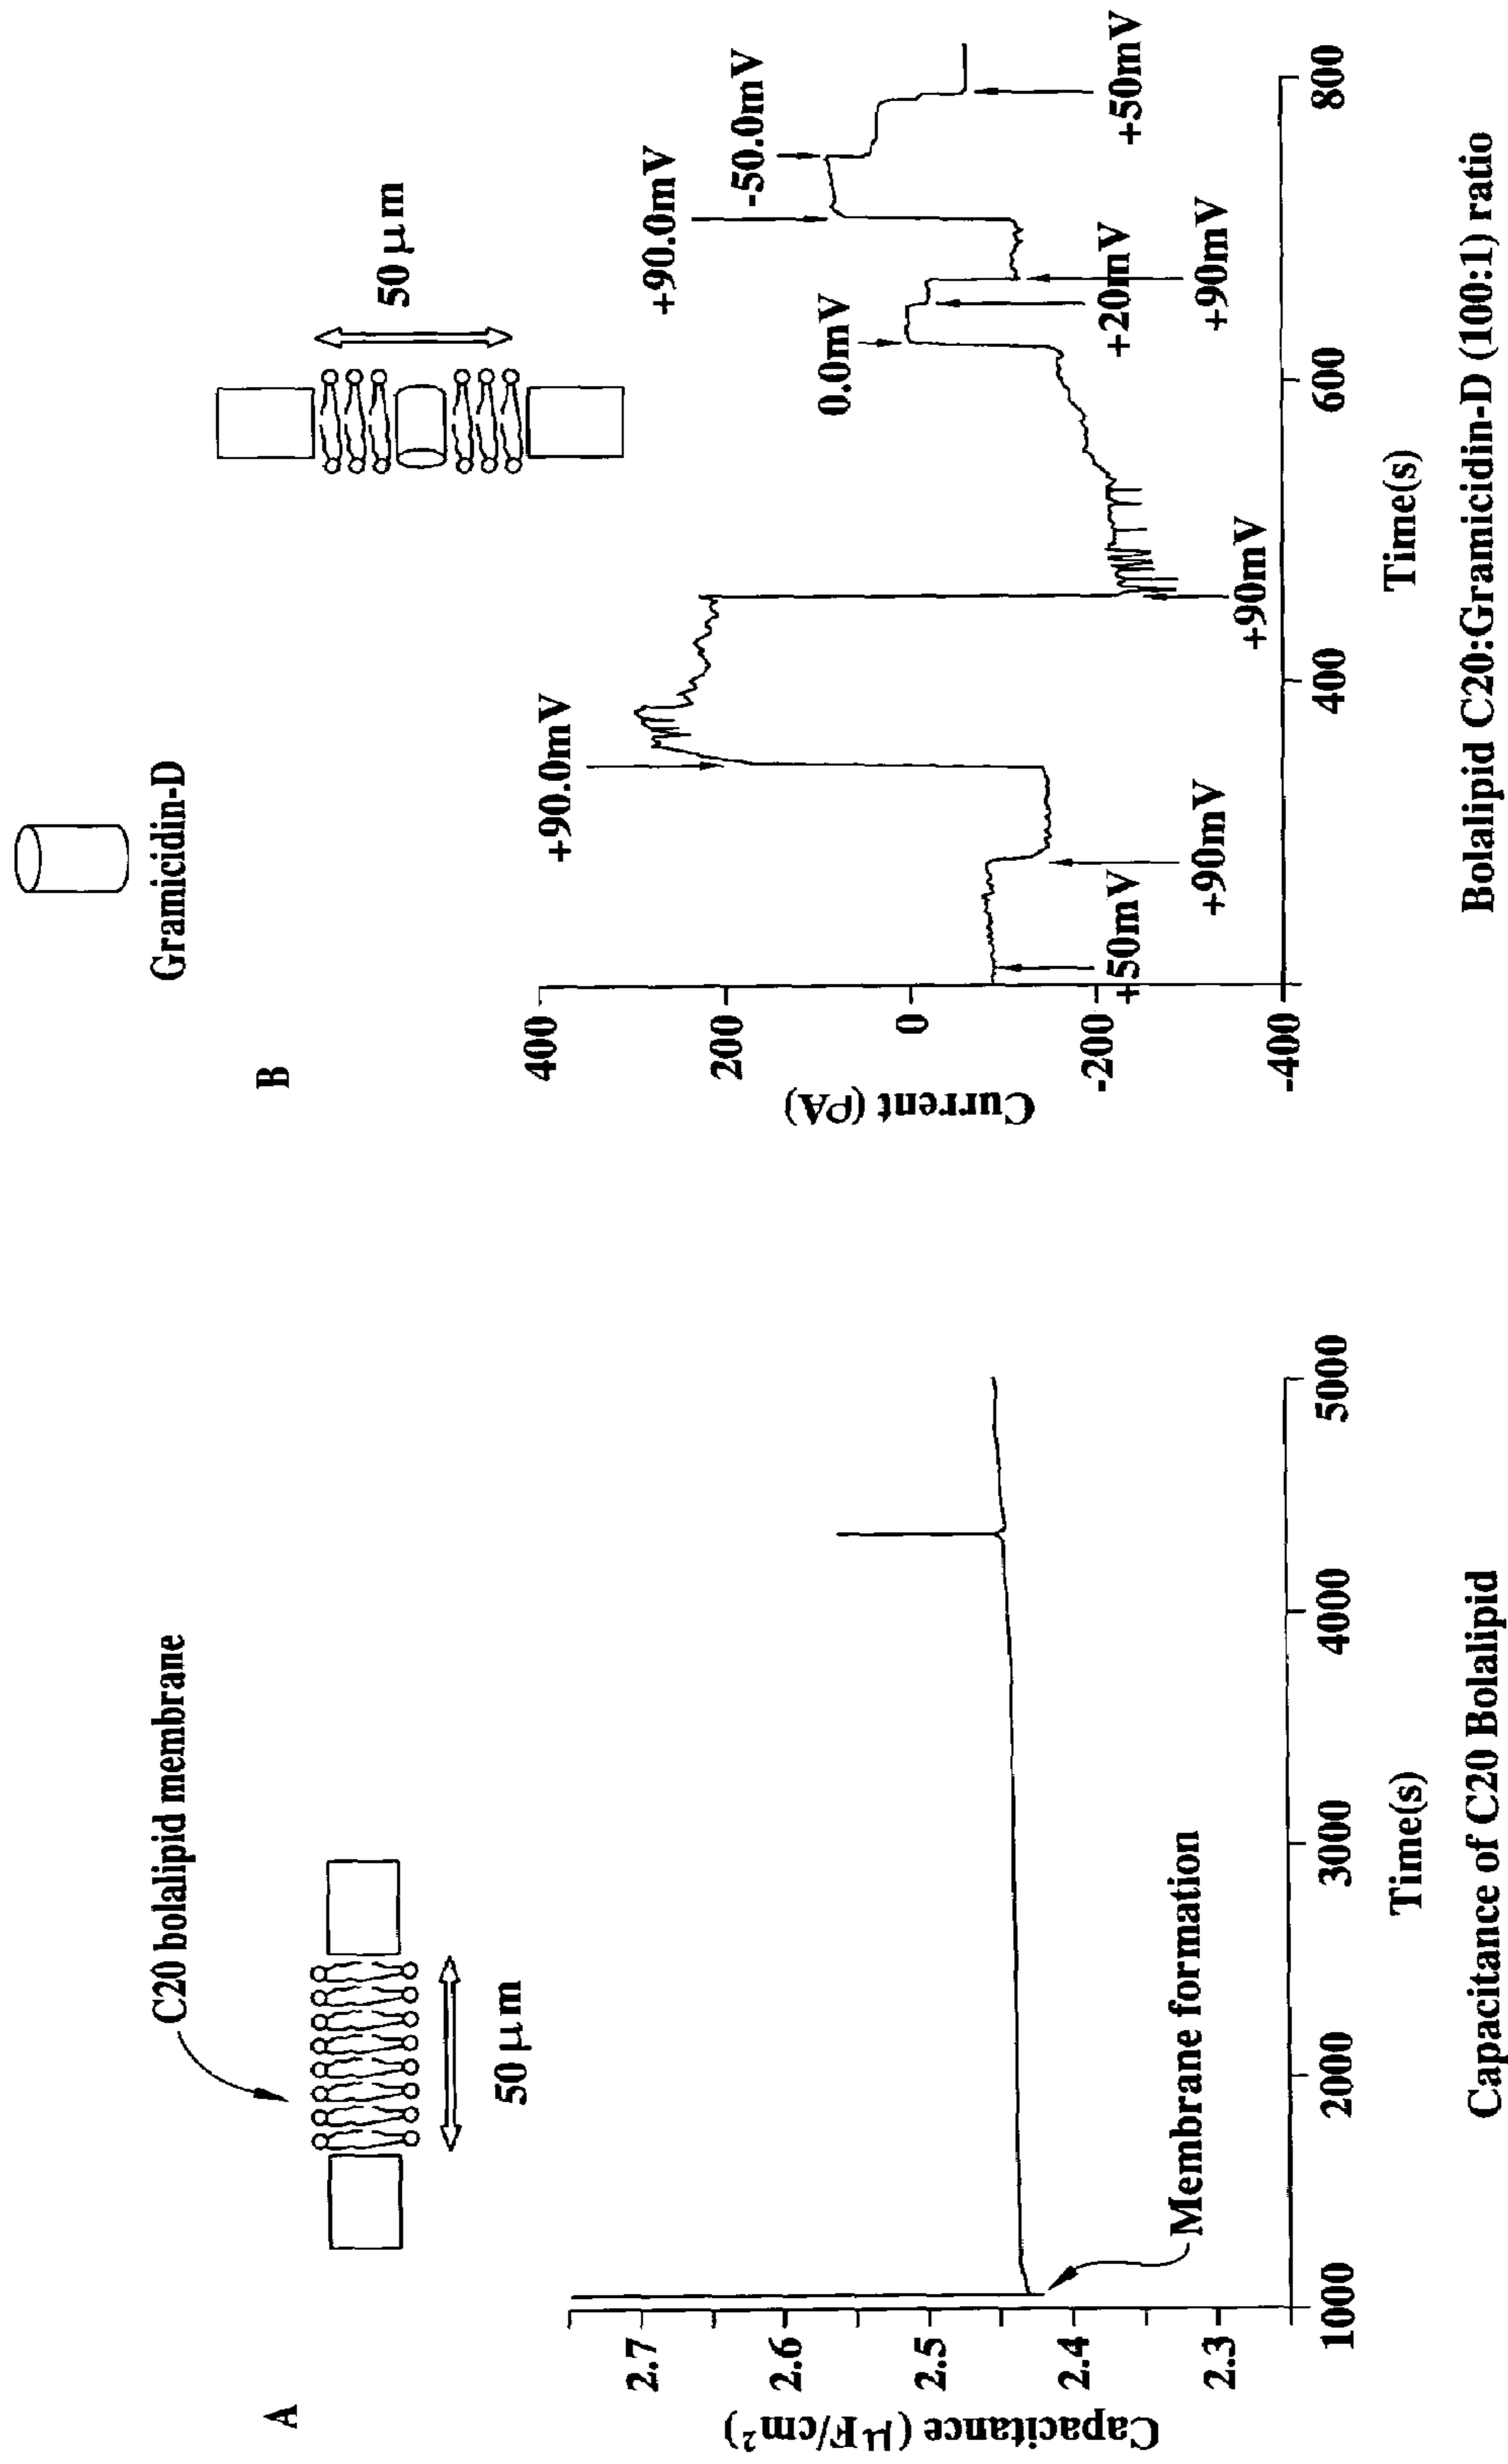 A
C20 bolalipid membrane
50 μm
Capacitance (μF/cm²)
2.7
2.6
2.5
2.4
2.3
1000
2000
3000
4000
5000
Membrane formation
Time(s)
Capacitance of C20 Bolalipid
Gramicidin-D
B
50 μm
Current (ρA)
400
200
0
-200
-400
+90.0mV
0.0mV
+90.0mV
-50.0mV
+50mV
+90mV
+90mV
+20mV
+90mV
+50mV
400
600
800
Time(s)
Bolalipid C20:Gramicidin-D (100:1) ratio